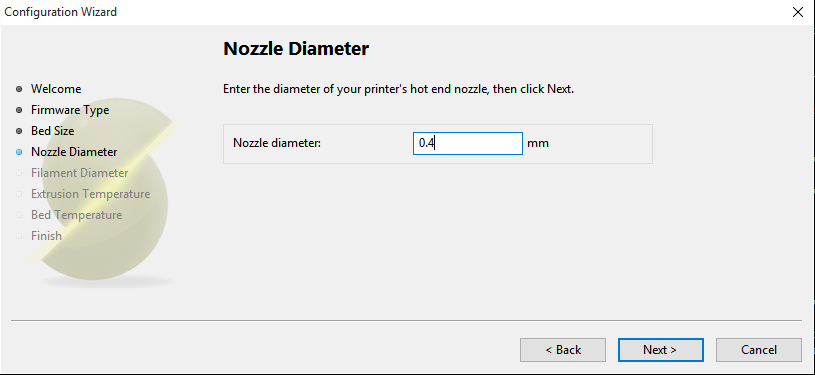 Configuration Wizard
Nozzle Diameter
Enter the diameter of your printer's hot end nozzle, then click Next.
Welcome
Firmware Type
Bed Size
Nozzle Diameter
Filament Diameter
Extrusion Temperature
Bed Temperature
Finish
Nozzle diameter: 0.4 mm
< Back Next > Cancel